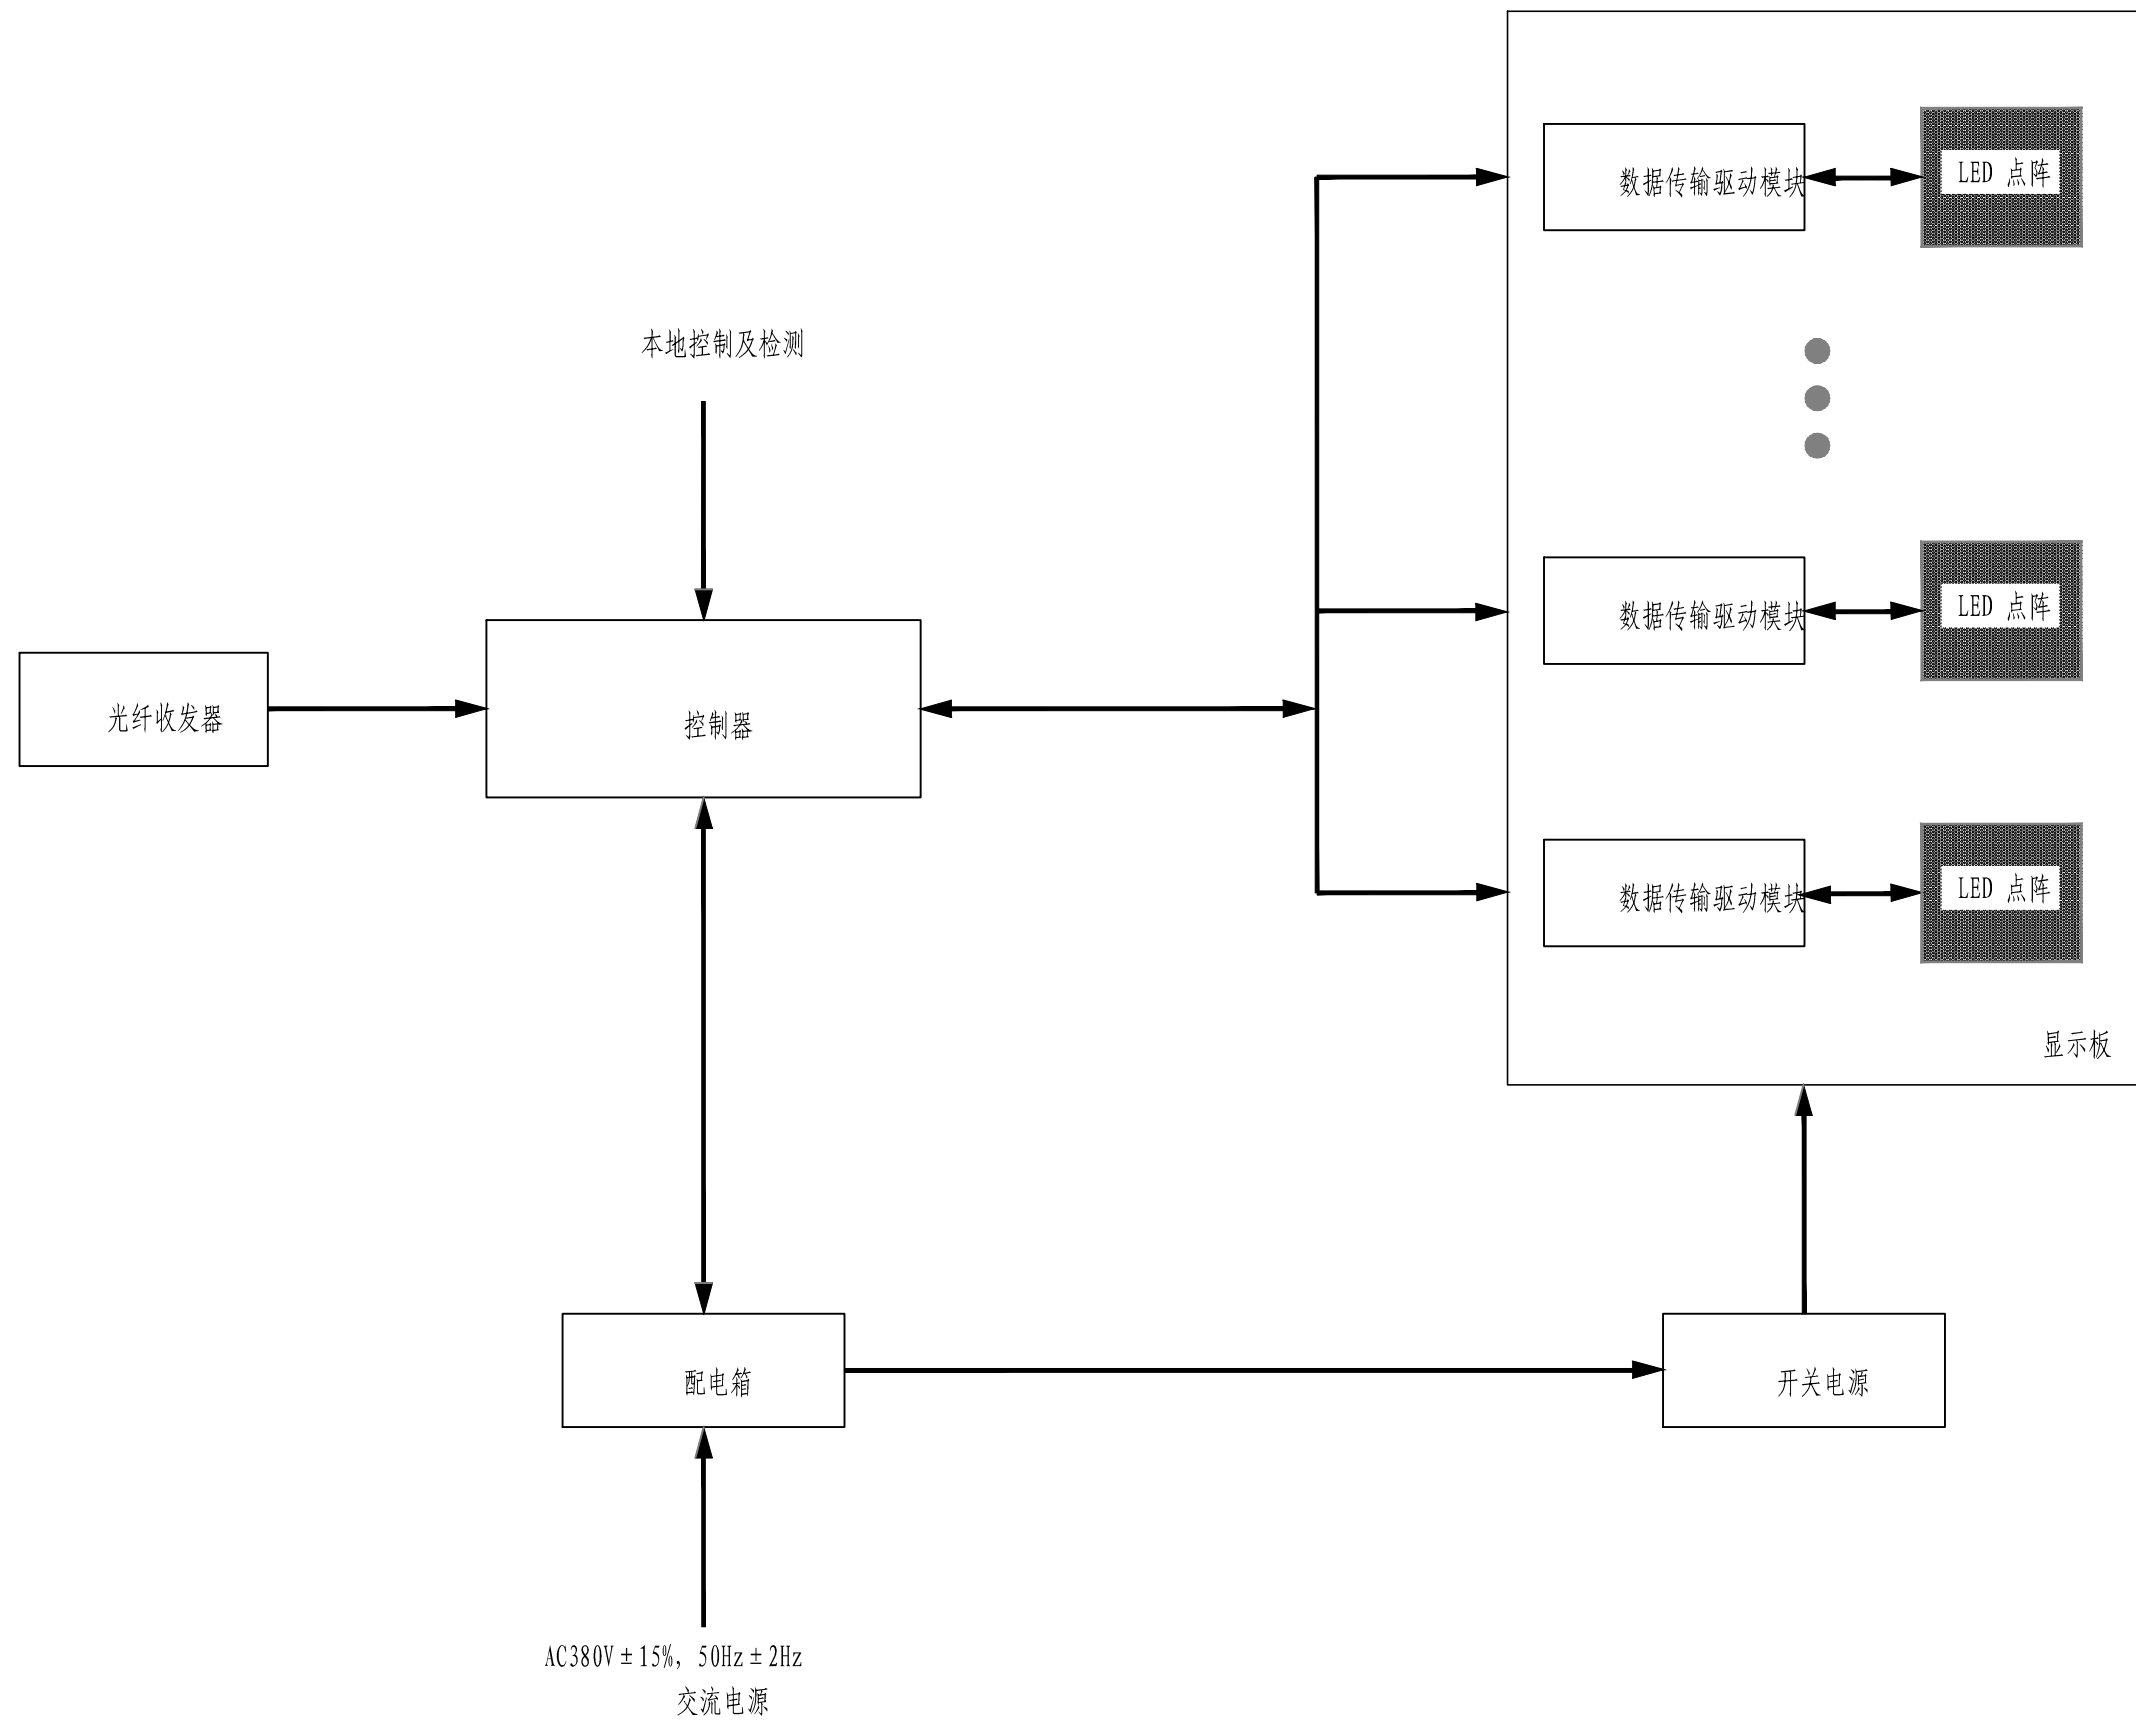 数据传输驱动模块
LED 点阵
本地控制及检测
数据传输驱动模块
LED 点阵
光纤收发器
控制器
数据传输驱动模块
LED 点阵
显示板
配电箱
开关电源
AC380V±15%, 50Hz±2Hz
交流电源